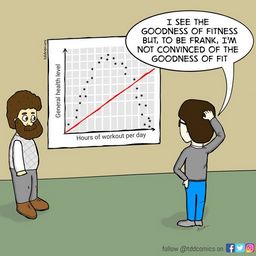 I SEE THE
GOODNESS OF FITNESS
BUT, TO BE FRANK, I'M
NOT CONVINCED OF THE
GOODNESS OF FIT
General health level
Hours of workout per day
follow @tddcomics on